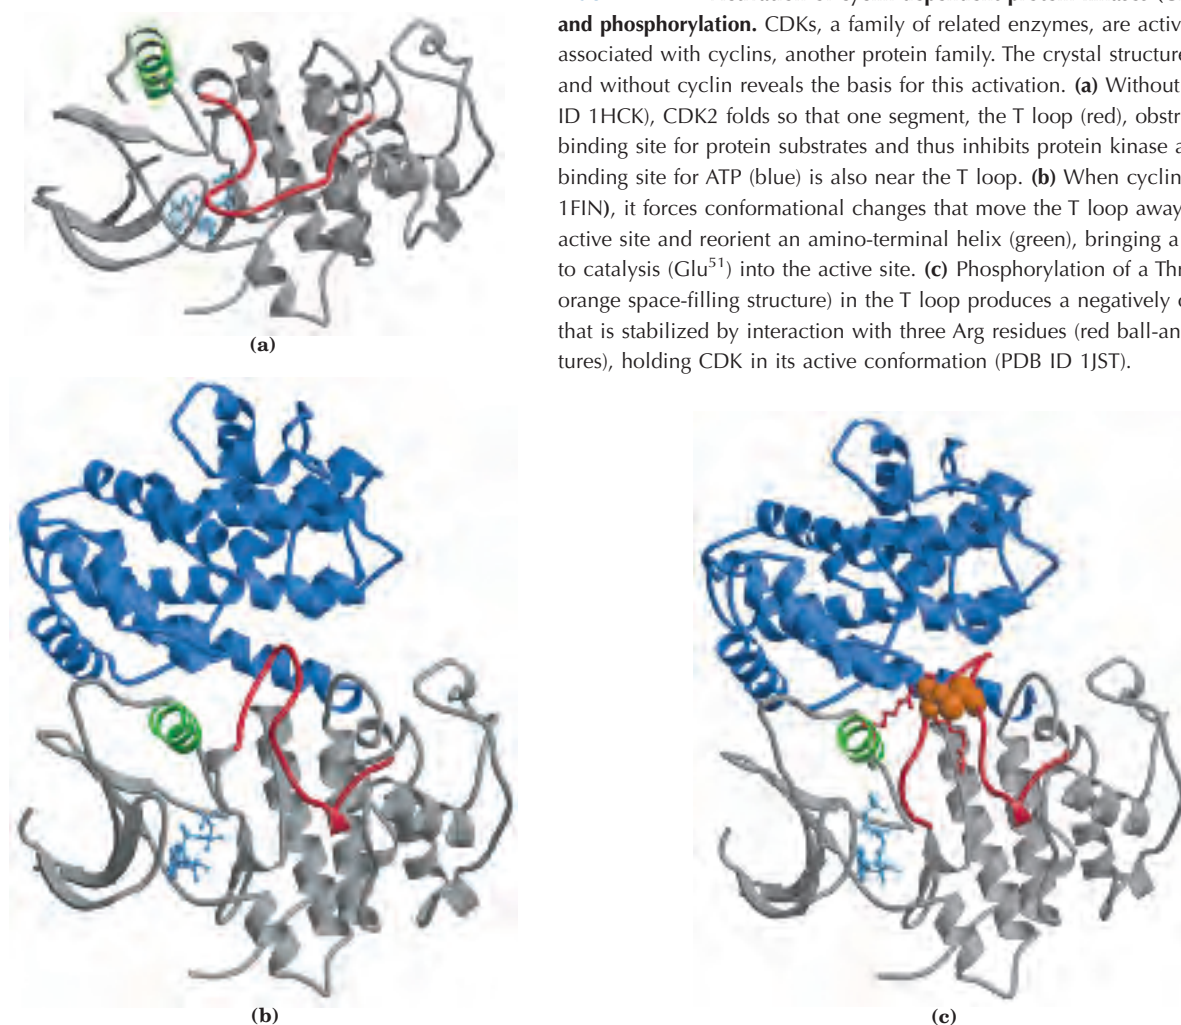 and phosphorylation. CDKs, a family of related enzymes, are activ
associated with cyclins, another protein family. The crystal structure
and without cyclin reveals the basis for this activation. (a) Without
ID 1HCK), CDK2 folds so that one segment, the T loop (red), obstr
binding site for protein substrates and thus inhibits protein kinase a
binding site for ATP (blue) is also near the T loop. (b) When cyclin
1FIN), it forces conformational changes that move the T loop away
active site and reorient an amino-terminal helix (green), bringing a
to catalysis (Glu51) into the active site. (c) Phosphorylation of a Thr
orange space-filling structure) in the T loop produces a negatively c
that is stabilized by interaction with three Arg residues (red ball-an
tures), holding CDK in its active conformation (PDB ID 1JST).
(a)
(b)
(c)